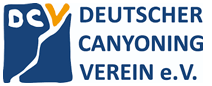 DCV
DEUTSCHER
CANYONING
VEREIN e.V.